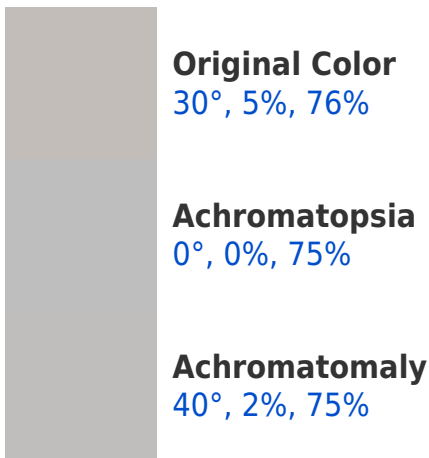 Original Color
30°, 5%, 76%
Achromatopsia
0°, 0%, 75%
Achromatomaly
40°, 2%, 75%